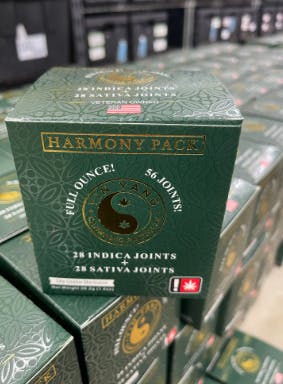 28 INDICA JOINTS
28 SATIVA JOINTS
VETERAN OWNED
HARMONY PACK
FULL OUNCE!
56 JOINTS!
YIN YANG
28 INDICA JOINTS
+
28 SATIVA JOINTS